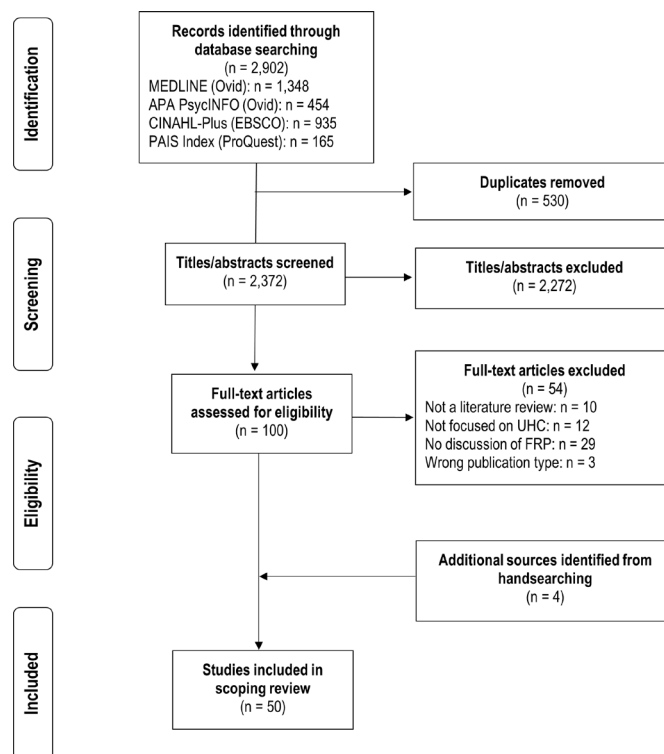 Identification
Records identified through
database searching
(n = 2,902)
MEDLINE (Ovid): n = 1,348
APA PsycINFO (Ovid): n = 454
CINAHL-Plus (EBSCO): n = 935
PAIS Index (ProQuest): n = 165
Duplicates removed
(n = 530)
Screening
Titles/abstracts screened
(n = 2,372)
Titles/abstracts excluded
(n = 2,272)
Full-text articles
assessed for eligibility
(n = 100)
Full-text articles excluded
(n = 54)
Not a literature review: n = 10
Not focused on UHC: n = 12
No discussion of FRP: n = 29
Wrong publication type: n = 3
Eligibility
Additional sources identified from
handsearching
(n = 4)
Included
Studies included in
scoping review
(n = 50)